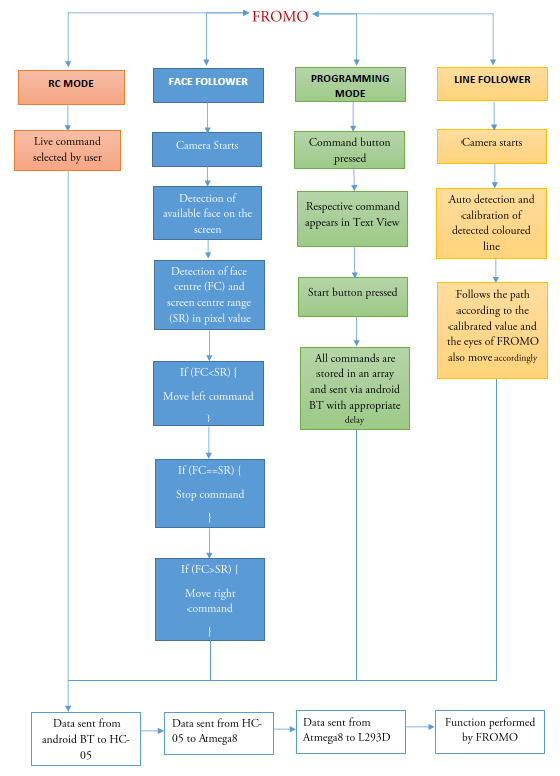 FROMO
RC MODE
Live command
selected by user
FACE FOLLOWER
Camera Starts
Detection of
available face on the
screen
Detection of face
centre (FC) and
screen centre range
(SR) in pixel value
If (FC<SR) {
Move left command
}
If (FC==SR) {
Stop command
}
If (FC>SR) {
Move right
command
}
PROGRAMMING
MODE
Command button
pressed
Respective command
appears in Text View
Start button pressed
All commands are
stored in an array
and sent via android
BT with appropriate
delay
LINE FOLLOWER
Camera starts
Auto detection and
calibration of
detected coloured
line
Follows the path
according to the
calibrated value and
the eyes of FROMO
also move accordingly
Data sent from
android BT to HC-
05
Data sent from HC-
05 to Atmega8
Data sent from
Atmega8 to L293D
Function performed
by FROMO